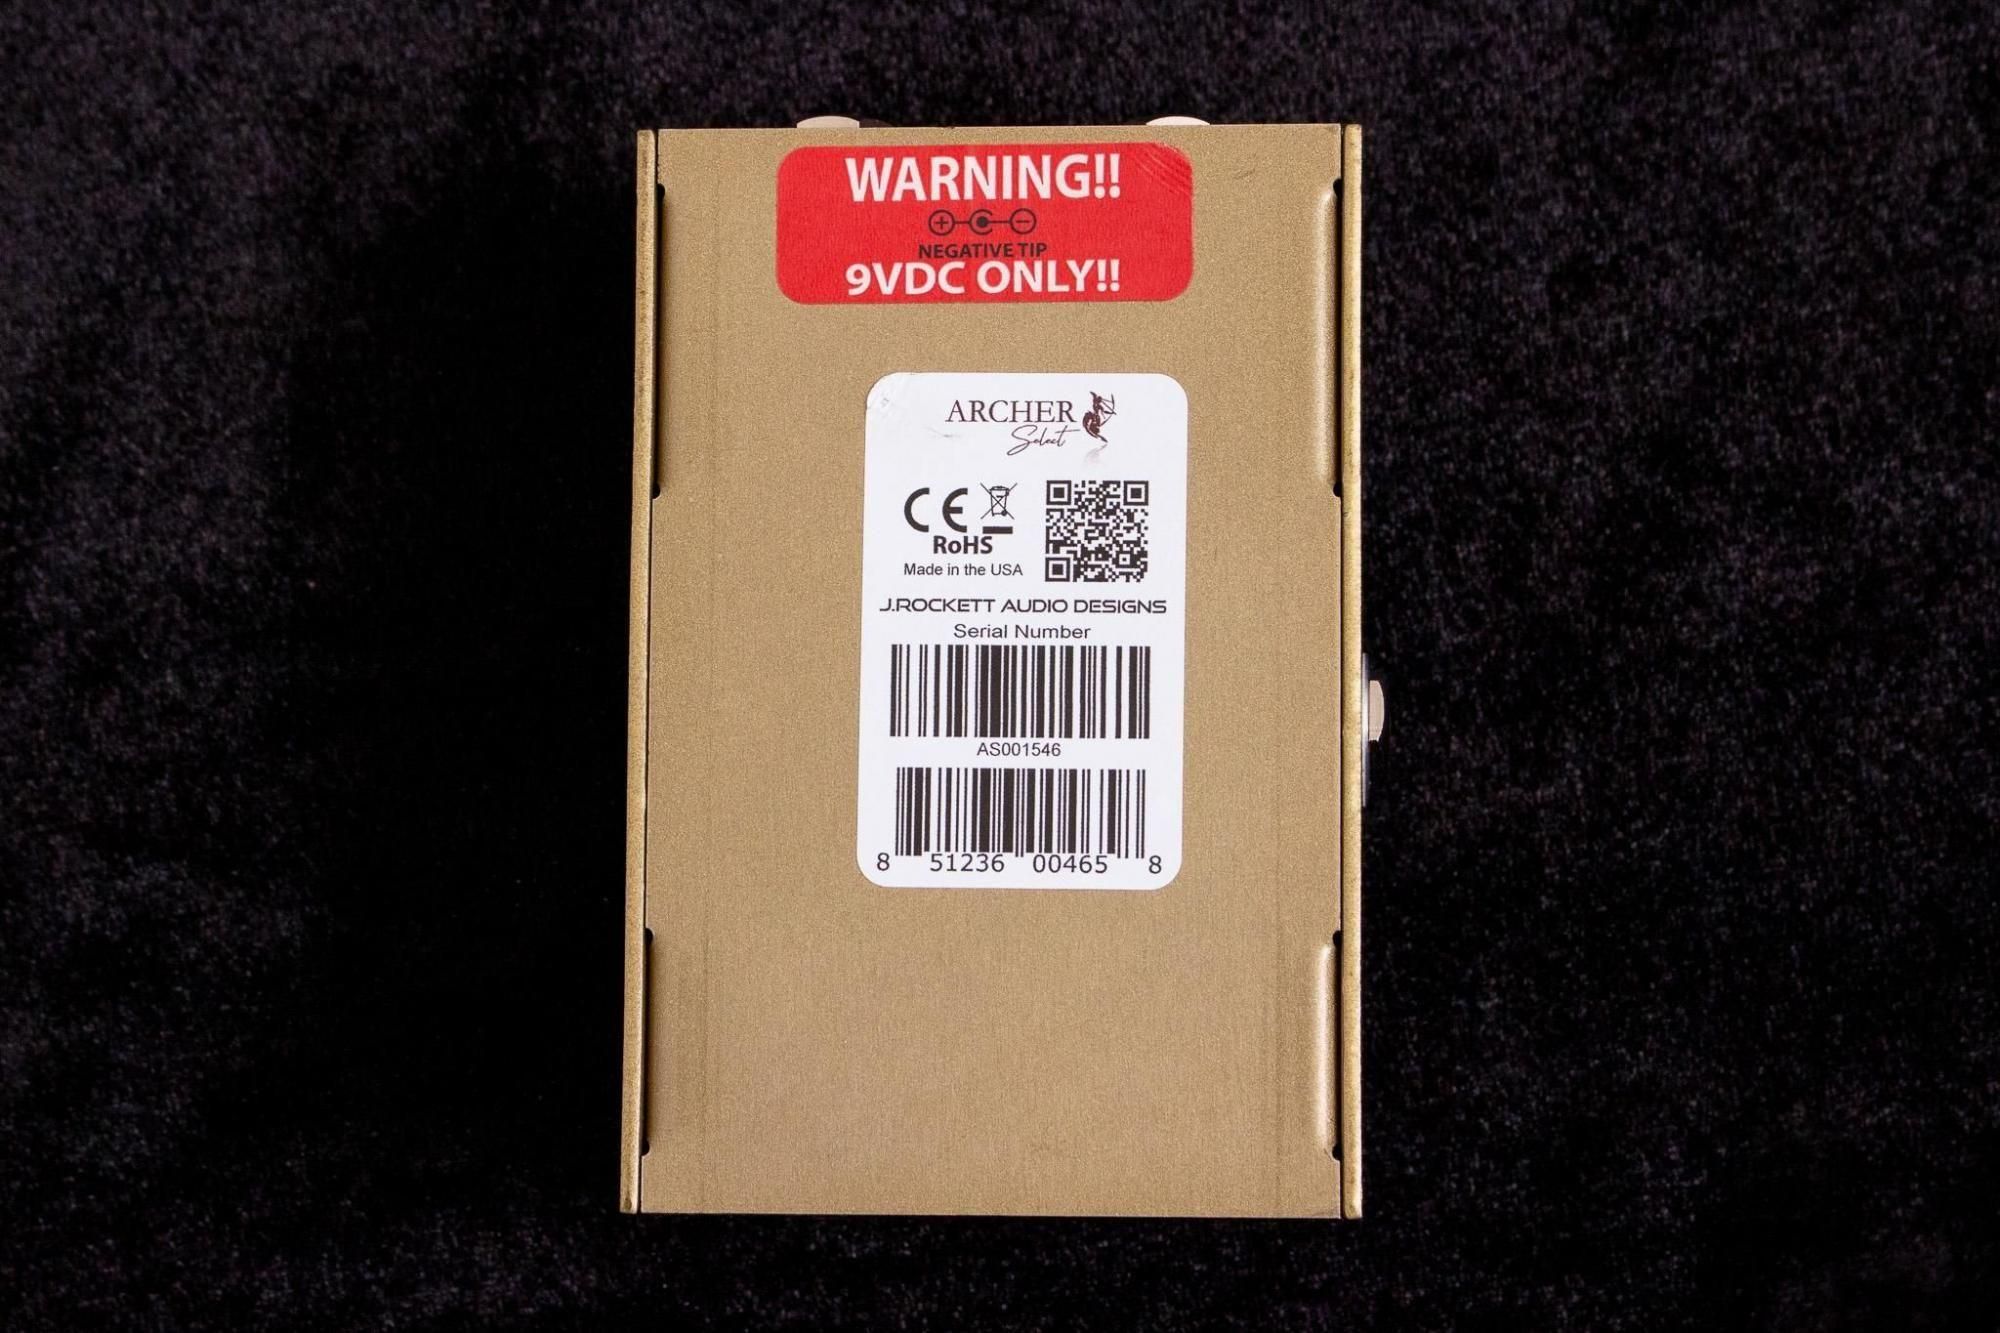 WARNING!!
NEGATIVE TIP
9VDC ONLY!!
ARCHER
Select
CE
RoHS
Made in the USA
J.ROCKETT AUDIO DESIGNS
Serial Number
AS001546
8 51236 00465 8